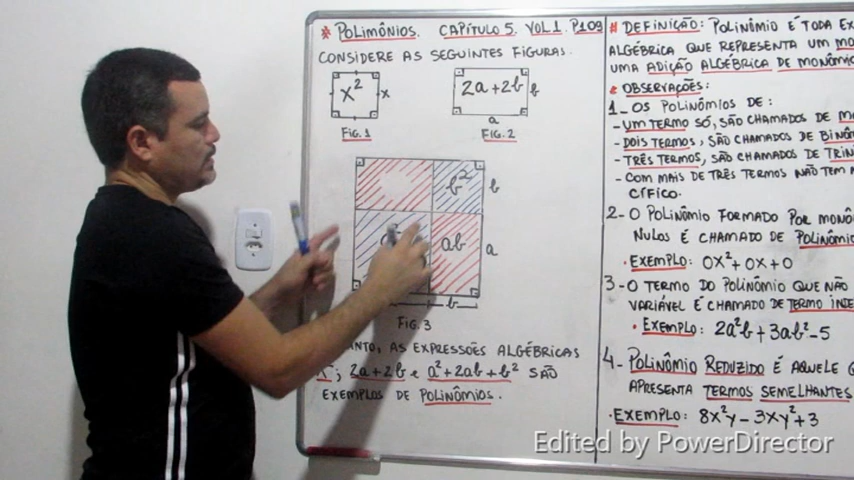 * POLINÔMIOS. CAPÍTULO 5. VOL.1. P.109
CONSIDERE AS SEGUINTES FIGURAS.
x² x
FIG. 1
2a+2b b
a
FIG. 2
b² b
ab a
b
FIG. 3
AS EXPRESSÕES ALGÉBRICAS
; 2a+2b e a²+2ab+b² SÃO
EXEMPLOS DE POLINÔMIOS.
# DEFINIÇÃO: POLINÔMIO É TODA
ALGÉBRICA QUE REPRESENTA UM
UMA ADIÇÃO ALGÉBRICA DE
* OBSERVAÇÕES:
1_ OS POLINÔMIOS DE:
- UM TERMO SÓ, SÃO CHAMADOS DE
- DOIS TERMOS, SÃO CHAMADOS DE
- TRÊS TERMOS, SÃO CHAMADOS DE
- COM MAIS DE TRÊS TERMOS NÃO TEM
CÍFICO.
2- O POLINÔMIO FORMADO POR
NULOS É CHAMADO DE
• EXEMPLO: 0X²+0X+0
3- O TERMO DO POLINÔMIO QUE NÃO
VARIÁVEL É CHAMADO DE TERMO
• EXEMPLO: 2a²b+3ab²-5
4- POLINÔMIO REDUZIDO É AQUELE
APRESENTA TERMOS SEMELHANTES
• EXEMPLO: 8X²y-3Xy²+3
Edited by PowerDirector